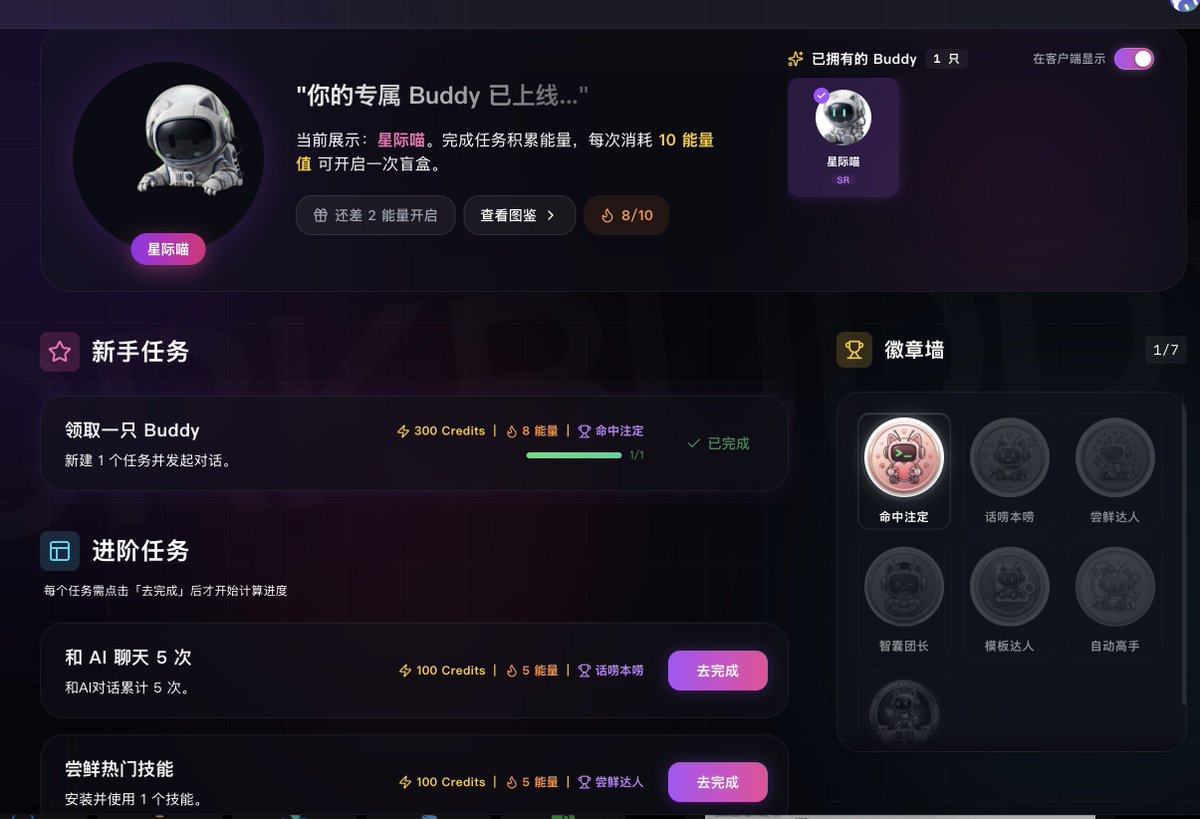 "你的专属 Buddy 已上线..."
当前展示：星际喵。完成任务积累能量，每次消耗 10 能量
值 可开启一次盲盒。
还差 2 能量开启
查看图鉴
8/10
星际喵
已拥有的 Buddy
1 只
在客户端显示
星际喵
SR
新手任务
领取一只 Buddy
新建 1 个任务并发起对话。
300 Credits | 8 能量 | 命中注定
1/1
已完成
进阶任务
每个任务需点击「去完成」后才开始计算进度
和 AI 聊天 5 次
和AI对话累计 5 次。
100 Credits | 5 能量 | 话唠本唠
去完成
尝鲜热门技能
安装并使用 1 个技能。
100 Credits | 5 能量 | 尝鲜达人
去完成
徽章墙
1/7
命中注定
话唠本唠
尝鲜达人
智囊团长
模板达人
自动高手